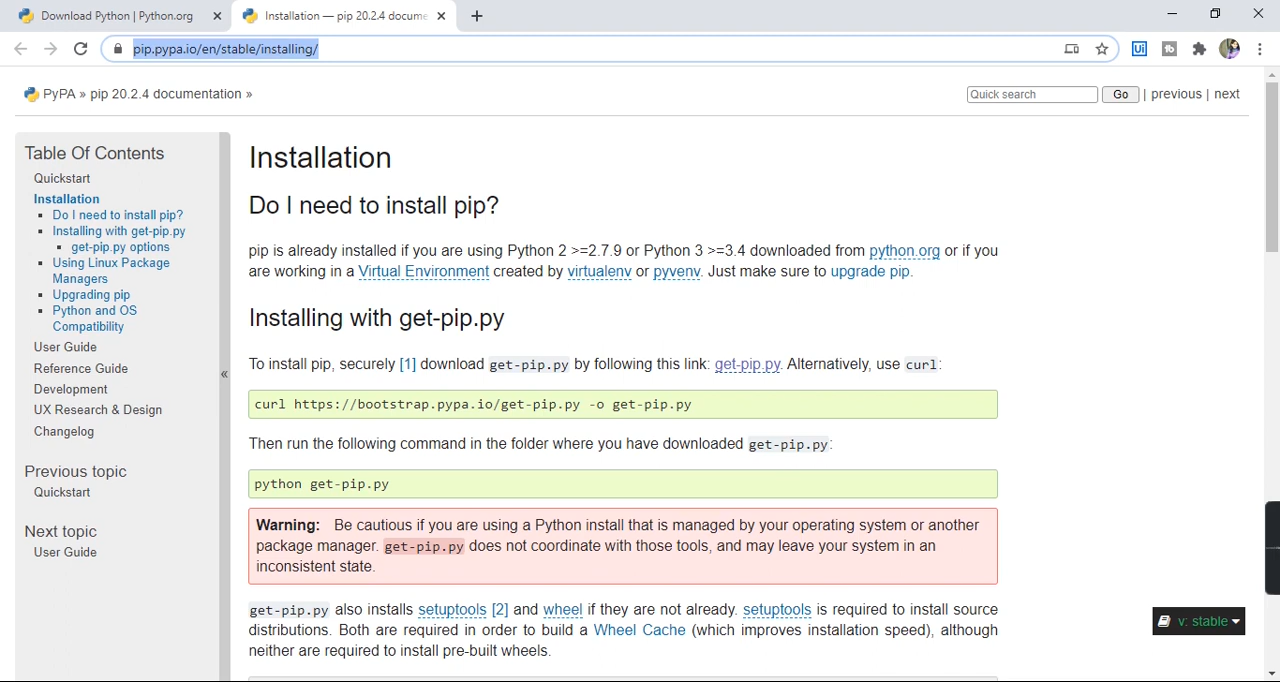 Download Python | Python.org
Installation — pip 20.2.4 docume
pip.pypa.io/en/stable/installing/
PyPA » pip 20.2.4 documentation »
Quick search Go | previous | next
Table Of Contents
Quickstart
Installation
Do I need to install pip?
Installing with get-pip.py
get-pip.py options
Using Linux Package
Managers
Upgrading pip
Python and OS
Compatibility
User Guide
Reference Guide
Development
UX Research & Design
Changelog
Previous topic
Quickstart
Next topic
User Guide
«
Installation
Do I need to install pip?
pip is already installed if you are using Python 2 >=2.7.9 or Python 3 >=3.4 downloaded from python.org or if you
are working in a Virtual Environment created by virtualenv or pyvenv. Just make sure to upgrade pip.
Installing with get-pip.py
To install pip, securely [1] download get-pip.py by following this link: get-pip.py. Alternatively, use curl:
curl https://bootstrap.pypa.io/get-pip.py -o get-pip.py
Then run the following command in the folder where you have downloaded get-pip.py:
python get-pip.py
Warning: Be cautious if you are using a Python install that is managed by your operating system or another
package manager. get-pip.py does not coordinate with those tools, and may leave your system in an
inconsistent state.
get-pip.py also installs setuptools [2] and wheel if they are not already. setuptools is required to install source
distributions. Both are required in order to build a Wheel Cache (which improves installation speed), although
neither are required to install pre-built wheels.
v: stable